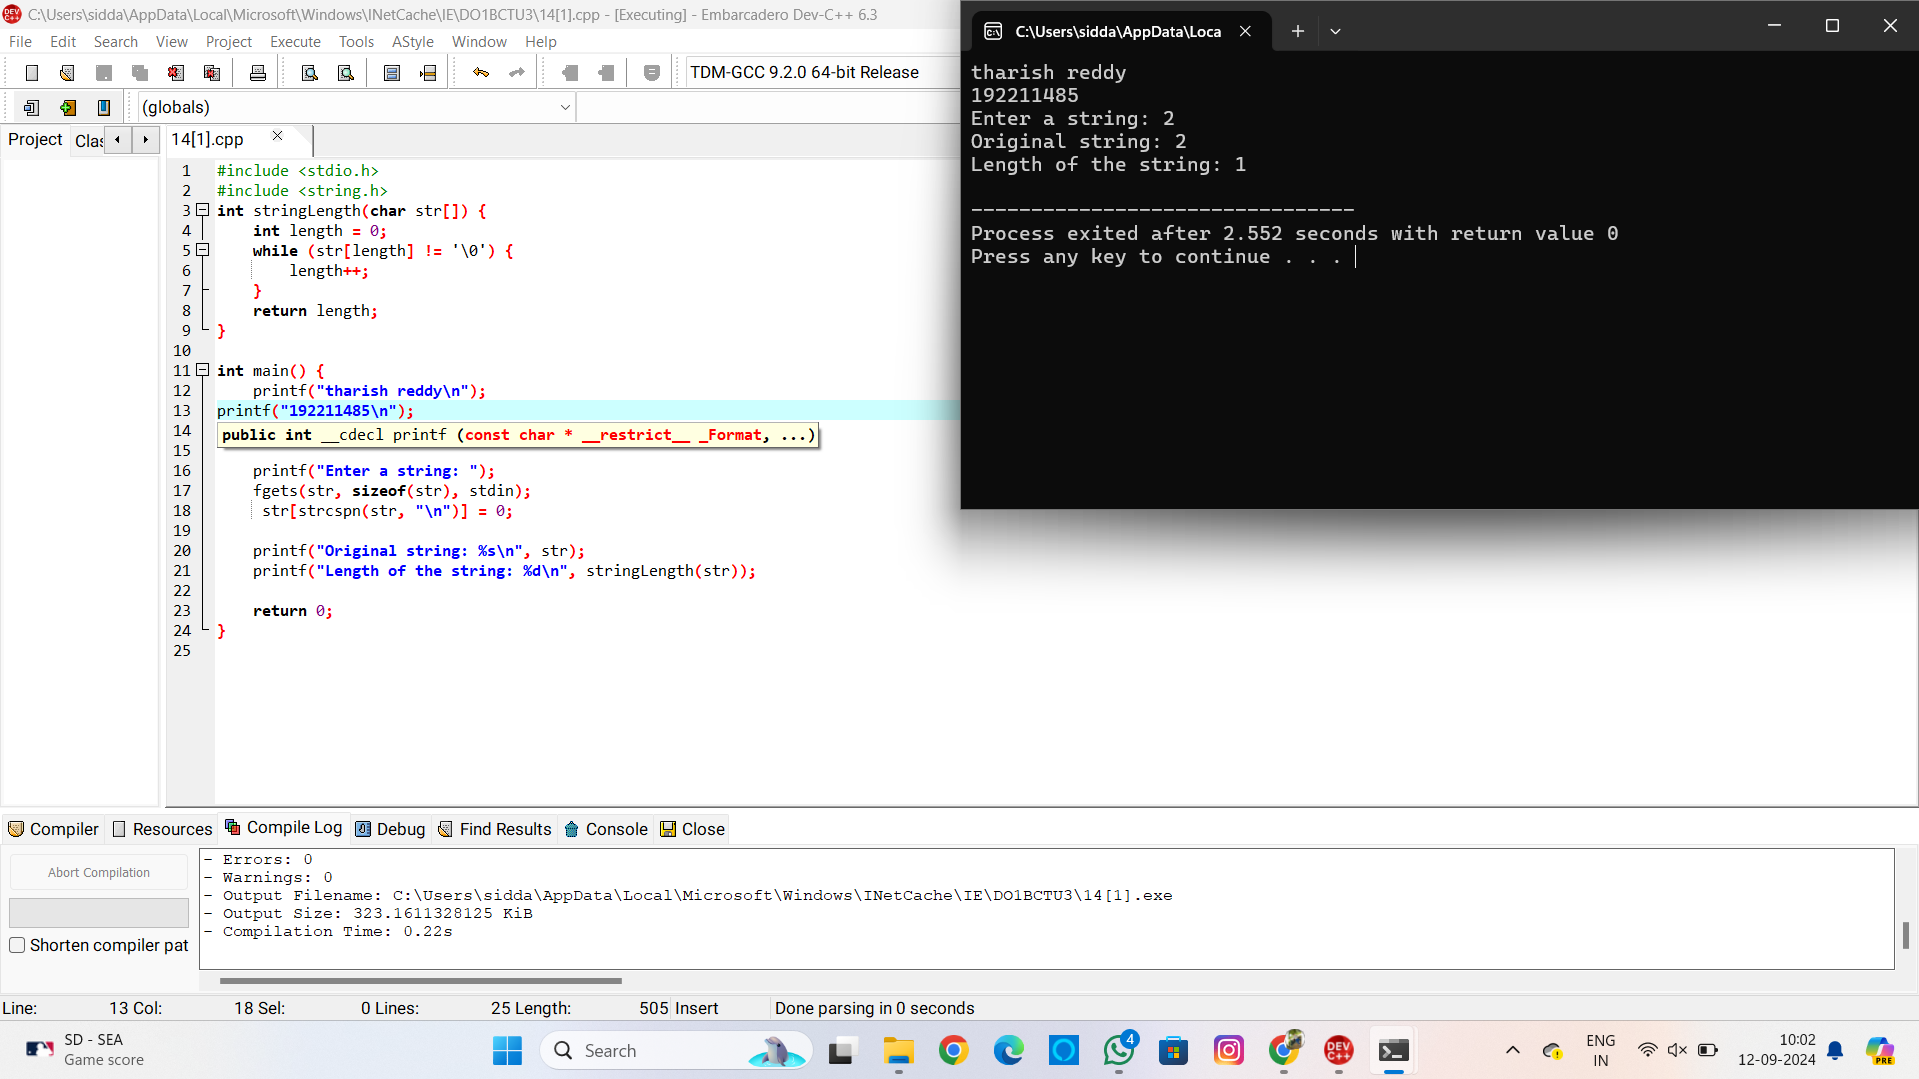 C:\Users\sidda\AppData\Local\Microsoft\Windows\INetCache\IE\DO1BCTU3\14[1].cpp - [Executing] - Embarcadero Dev-C++ 6.3
File Edit Search View Project Execute Tools AStyle Window Help
TDM-GCC 9.2.0 64-bit Release
(globals)
Project Clas
14[1].cpp
1 #include <stdio.h>
2 #include <string.h>
3 int stringLength(char str[]) {
4 int length = 0;
5 while (str[length] != '\0') {
6 length++;
7 }
8 return length;
9 }
10
11 int main() {
12 printf("tharish reddy\n");
13 printf("192211485\n");
14 public int __cdecl printf (const char * __restrict__ _Format, ...)
15
16 printf("Enter a string: ");
17 fgets(str, sizeof(str), stdin);
18 str[strcspn(str, "\n")] = 0;
19
20 printf("Original string: %s\n", str);
21 printf("Length of the string: %d\n", stringLength(str));
22
23 return 0;
24 }
25
C:\Users\sidda\AppData\Loca
tharish reddy
192211485
Enter a string: 2
Original string: 2
Length of the string: 1
--------------------------------
Process exited after 2.552 seconds with return value 0
Press any key to continue . . .
Compiler Resources Compile Log Debug Find Results Console Close
Abort Compilation
Shorten compiler pat
- Errors: 0
- Warnings: 0
- Output Filename: C:\Users\sidda\AppData\Local\Microsoft\Windows\INetCache\IE\DO1BCTU3\14[1].exe
- Output Size: 323.1611328125 KiB
- Compilation Time: 0.22s
Line: 13 Col: 18 Sel: 0 Lines: 25 Length: 505 Insert Done parsing in 0 seconds
SD - SEA
Game score
Search
4
DEV C++
ENG
IN
10:02
12-09-2024
PRE